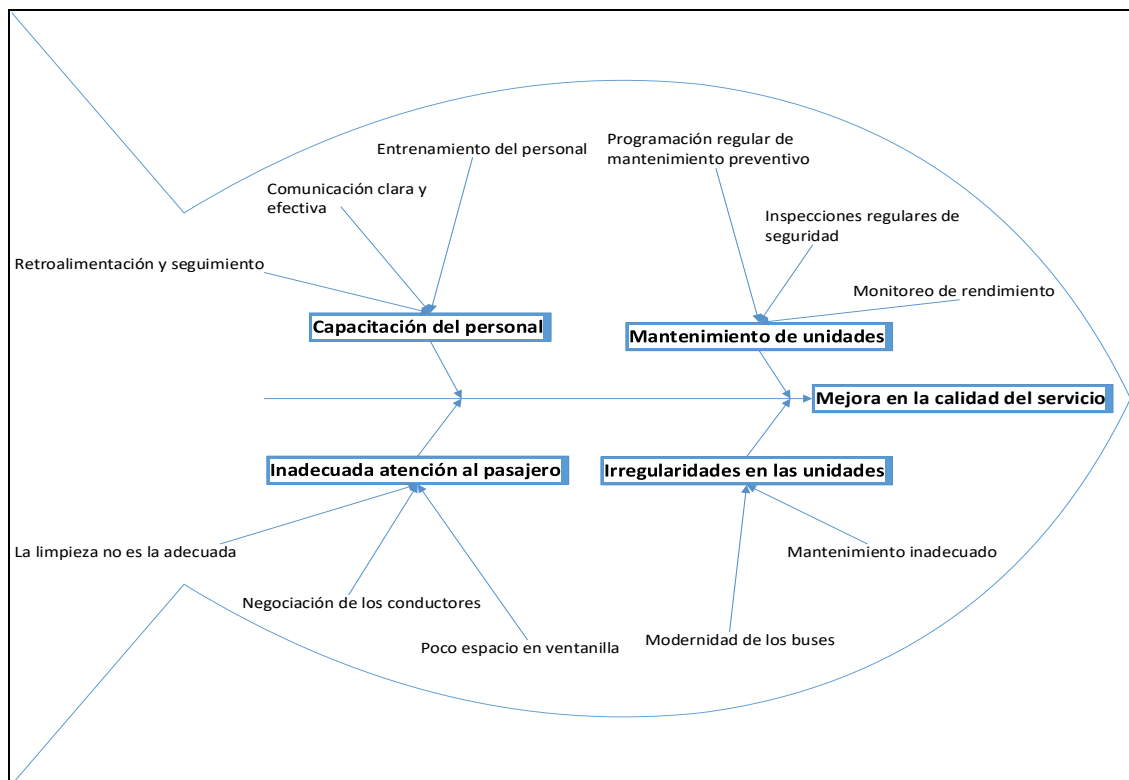 Entrenamiento del personal
Comunicación clara y
efectiva
Retroalimentación y seguimiento
Capacitación del personal
Programación regular de
mantenimiento preventivo
Inspecciones regulares de
seguridad
Monitoreo de rendimiento
Mantenimiento de unidades
Mejora en la calidad del servicio
Inadecuada atención al pasajero
La limpieza no es la adecuada
Negociación de los conductores
Poco espacio en ventanilla
Irregularidades en las unidades
Mantenimiento inadecuado
Modernidad de los buses